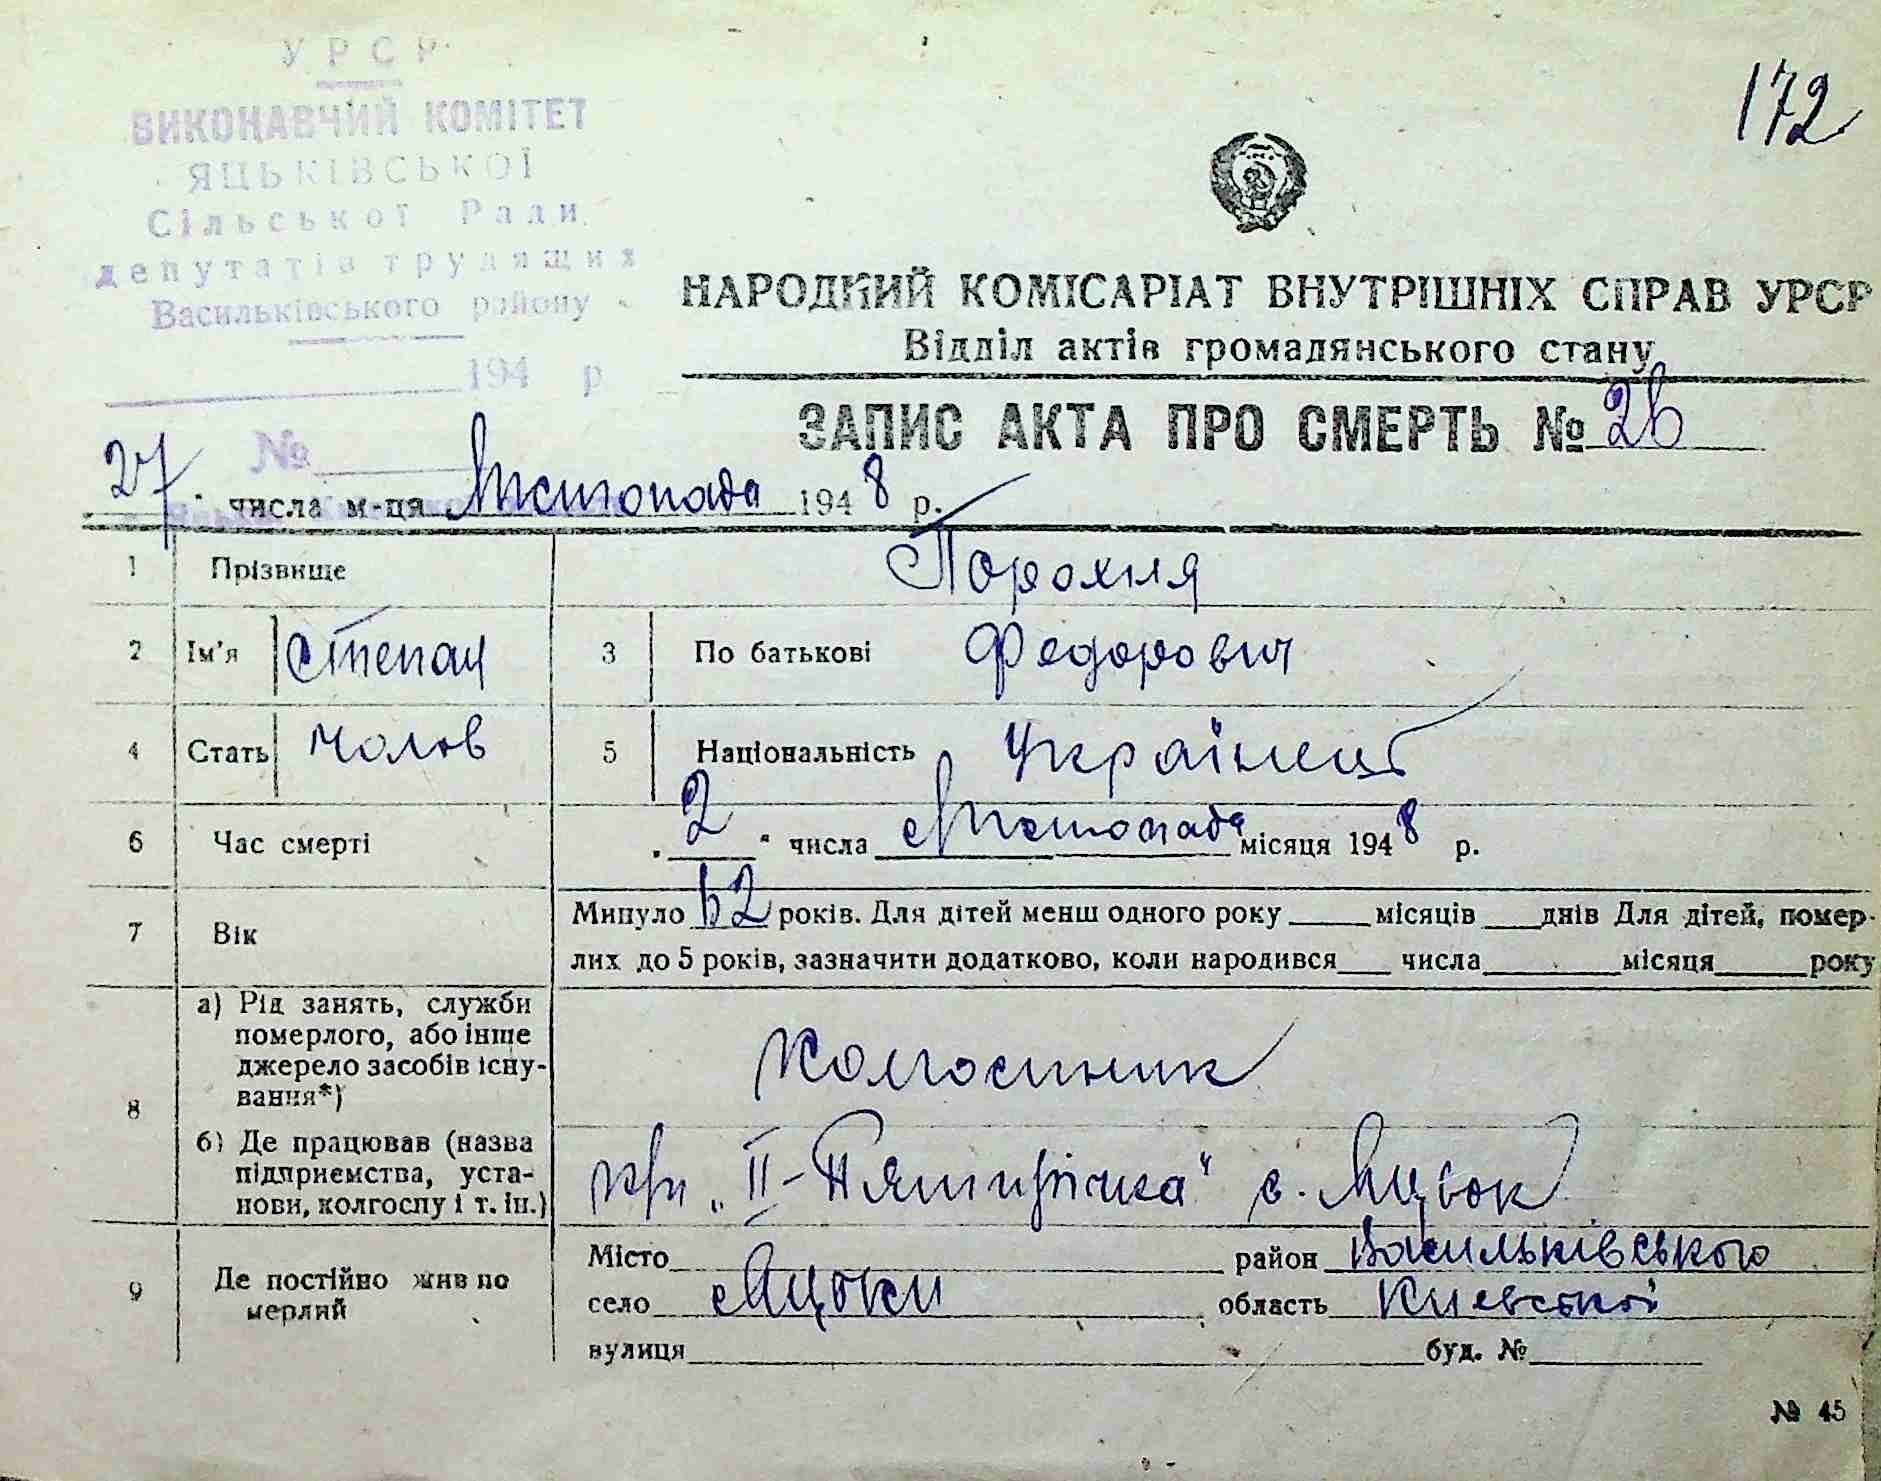 УРСР
ВИКОНАВЧИЙ КОМІТЕТ
ЯЦЬКІВСЬКОЇ
Сільської Ради
депутатів трудящих
Васильківського району
194 р
№
172
НАРОДНИЙ КОМІСАРІАТ ВНУТРІШНІХ СПРАВ УРСР
Відділ актів громадянського стану
ЗАПИС АКТА ПРО СМЕРТЬ № 26
27 числа м-ця Листопада 1948 р.
1 Прізвище Порохня
2 Ім'я Степан 3 По батькові Федорович
4 Стать Чолов 5 Національність Українець
6 Час смерті „2" числа Листопада місяця 1948 р.
7 Вік Минуло 62 років. Для дітей менш одного року місяців днів Для дітей, помер-
лих до 5 років, зазначити додатково, коли народився числа місяця року
8 а) Рід занять, служби
померлого, або інше
джерело засобів існу-
вання*)
Колгоспник
б) Де працював (назва
підприємства, уста-
нови, колгоспу і т. ін.)
"II-Пятирічка" с. Яцьок
9 Де постійно жив по
мерлий
Місто район Васильківського
село Яцьки область Киевської
вулиця буд. №
№ 45